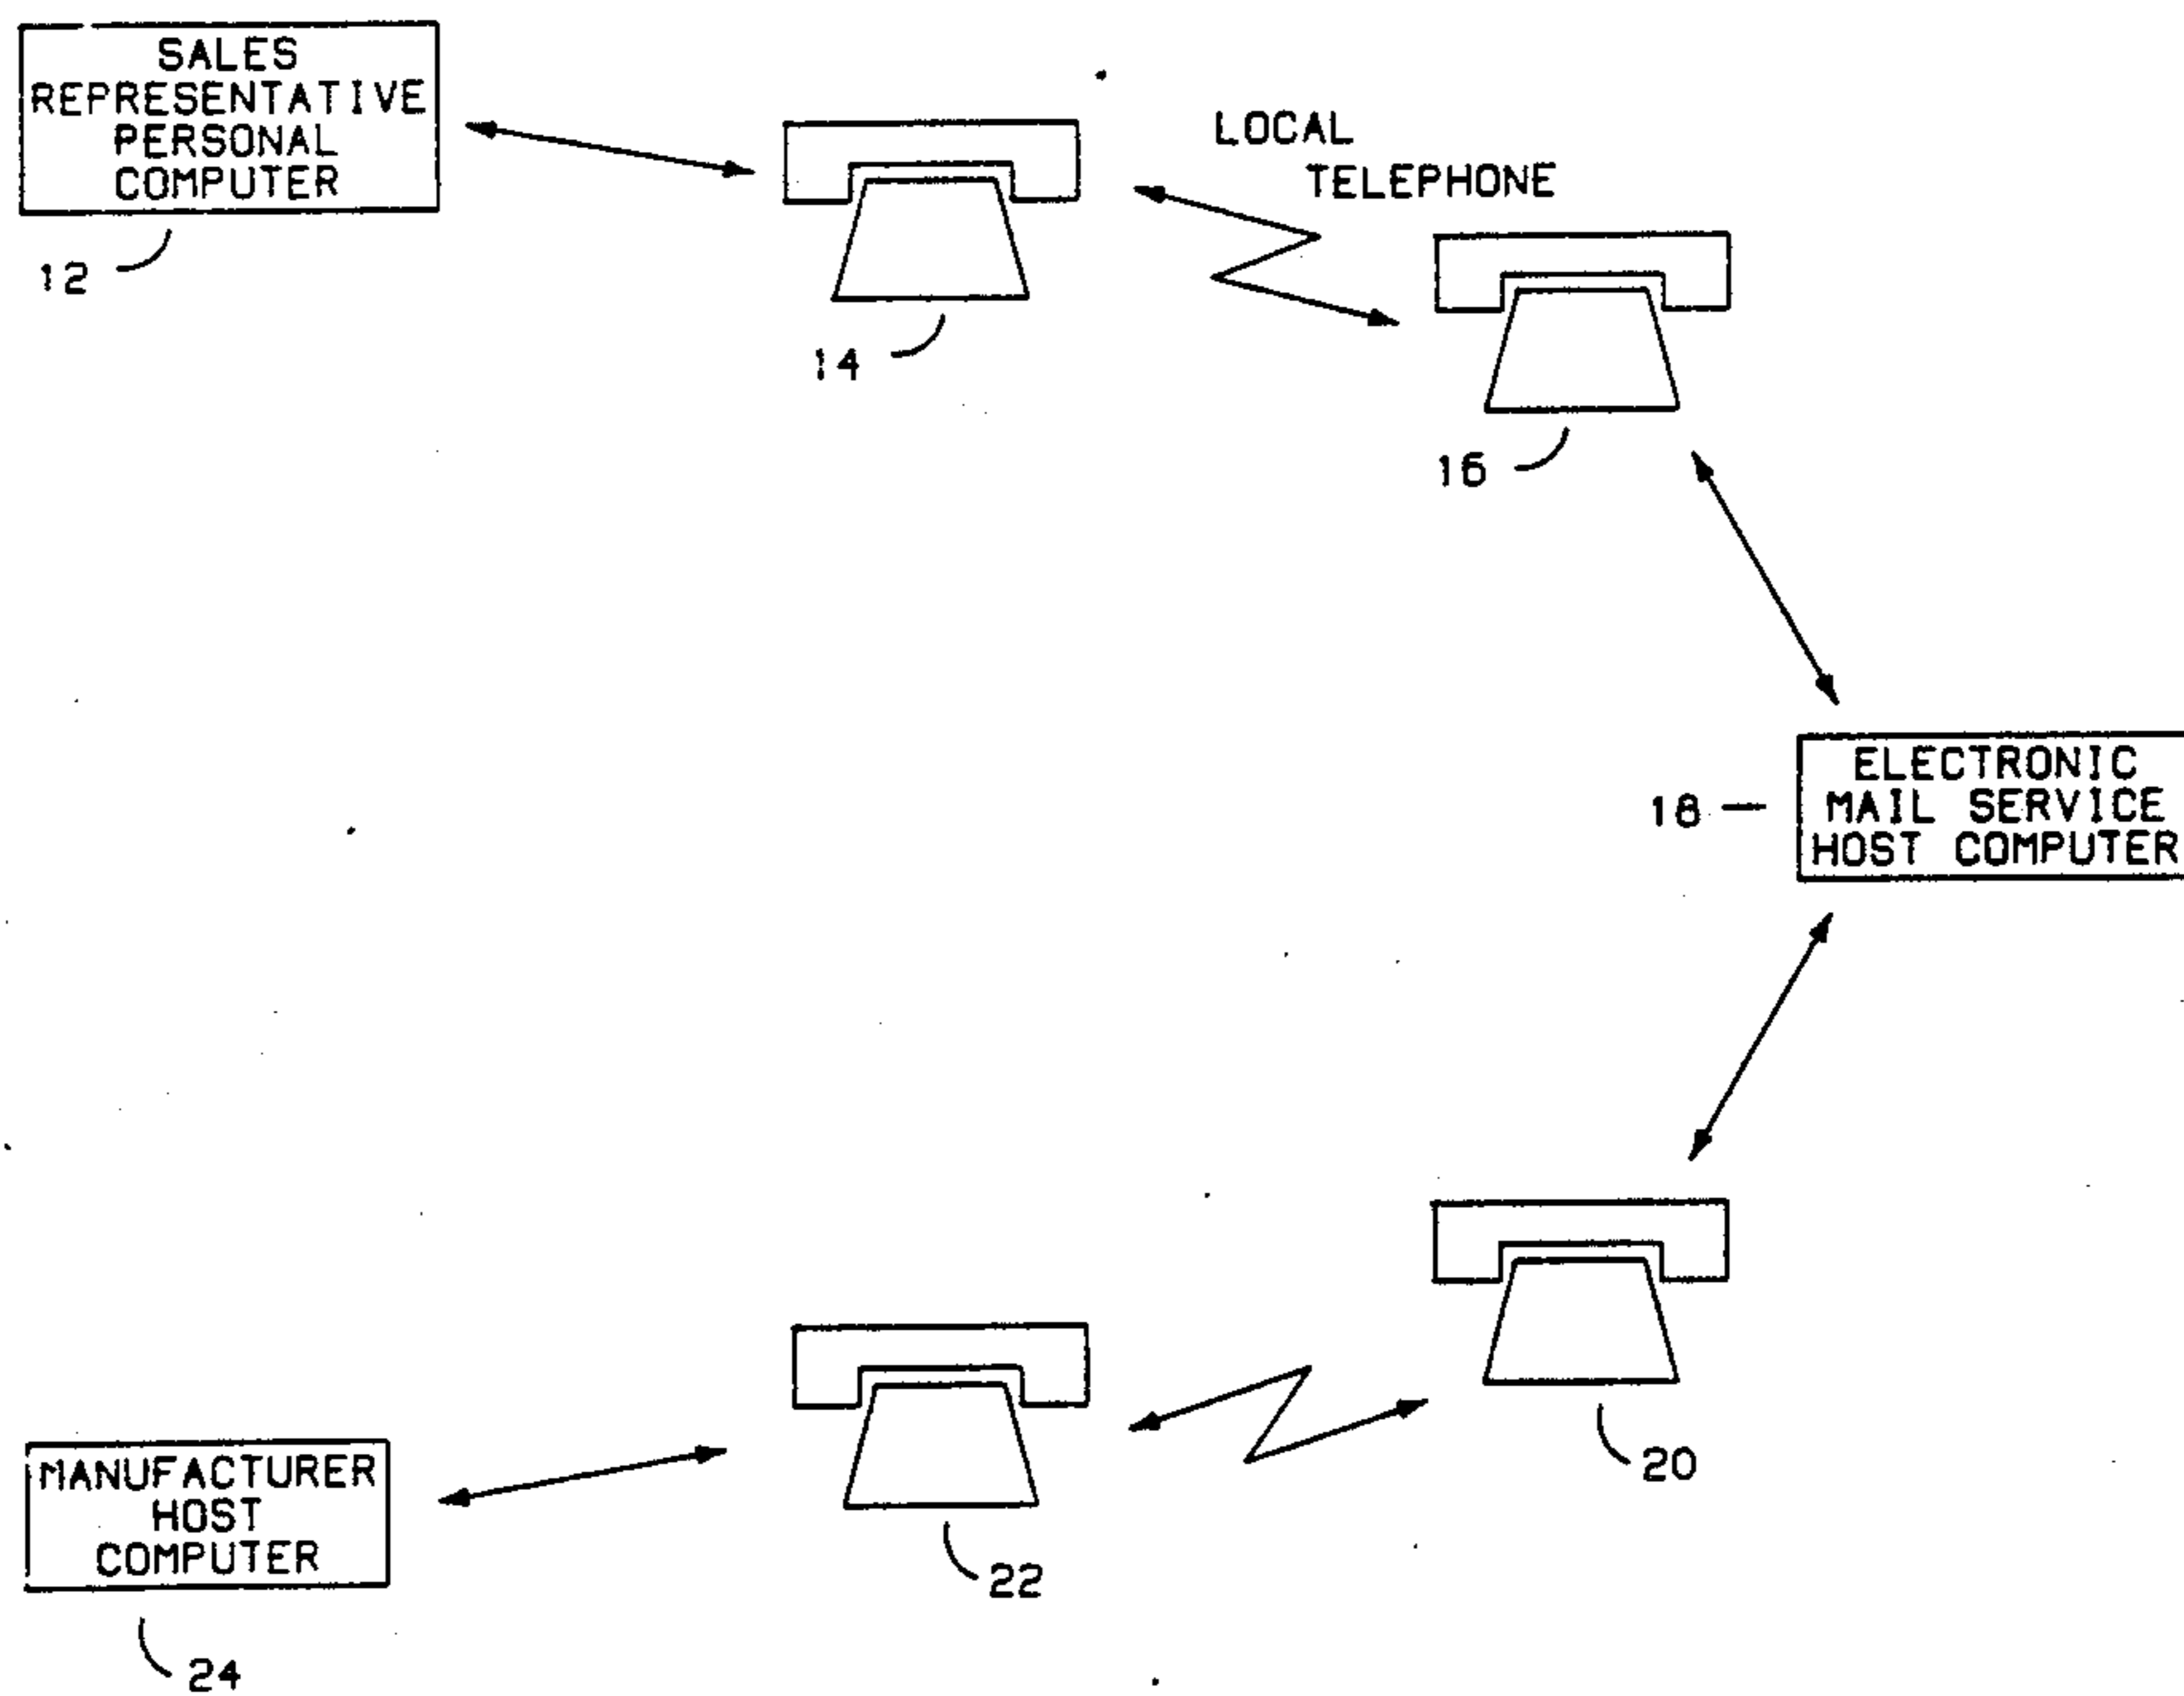 SALES
REPRESENTATIVE
PERSONAL
COMPUTER
12
LOCAL
TELEPHONE
14
16
18
ELECTRONIC
MAIL SERVICE
HOST COMPUTER
20
22
MANUFACTURER
HOST
COMPUTER
24